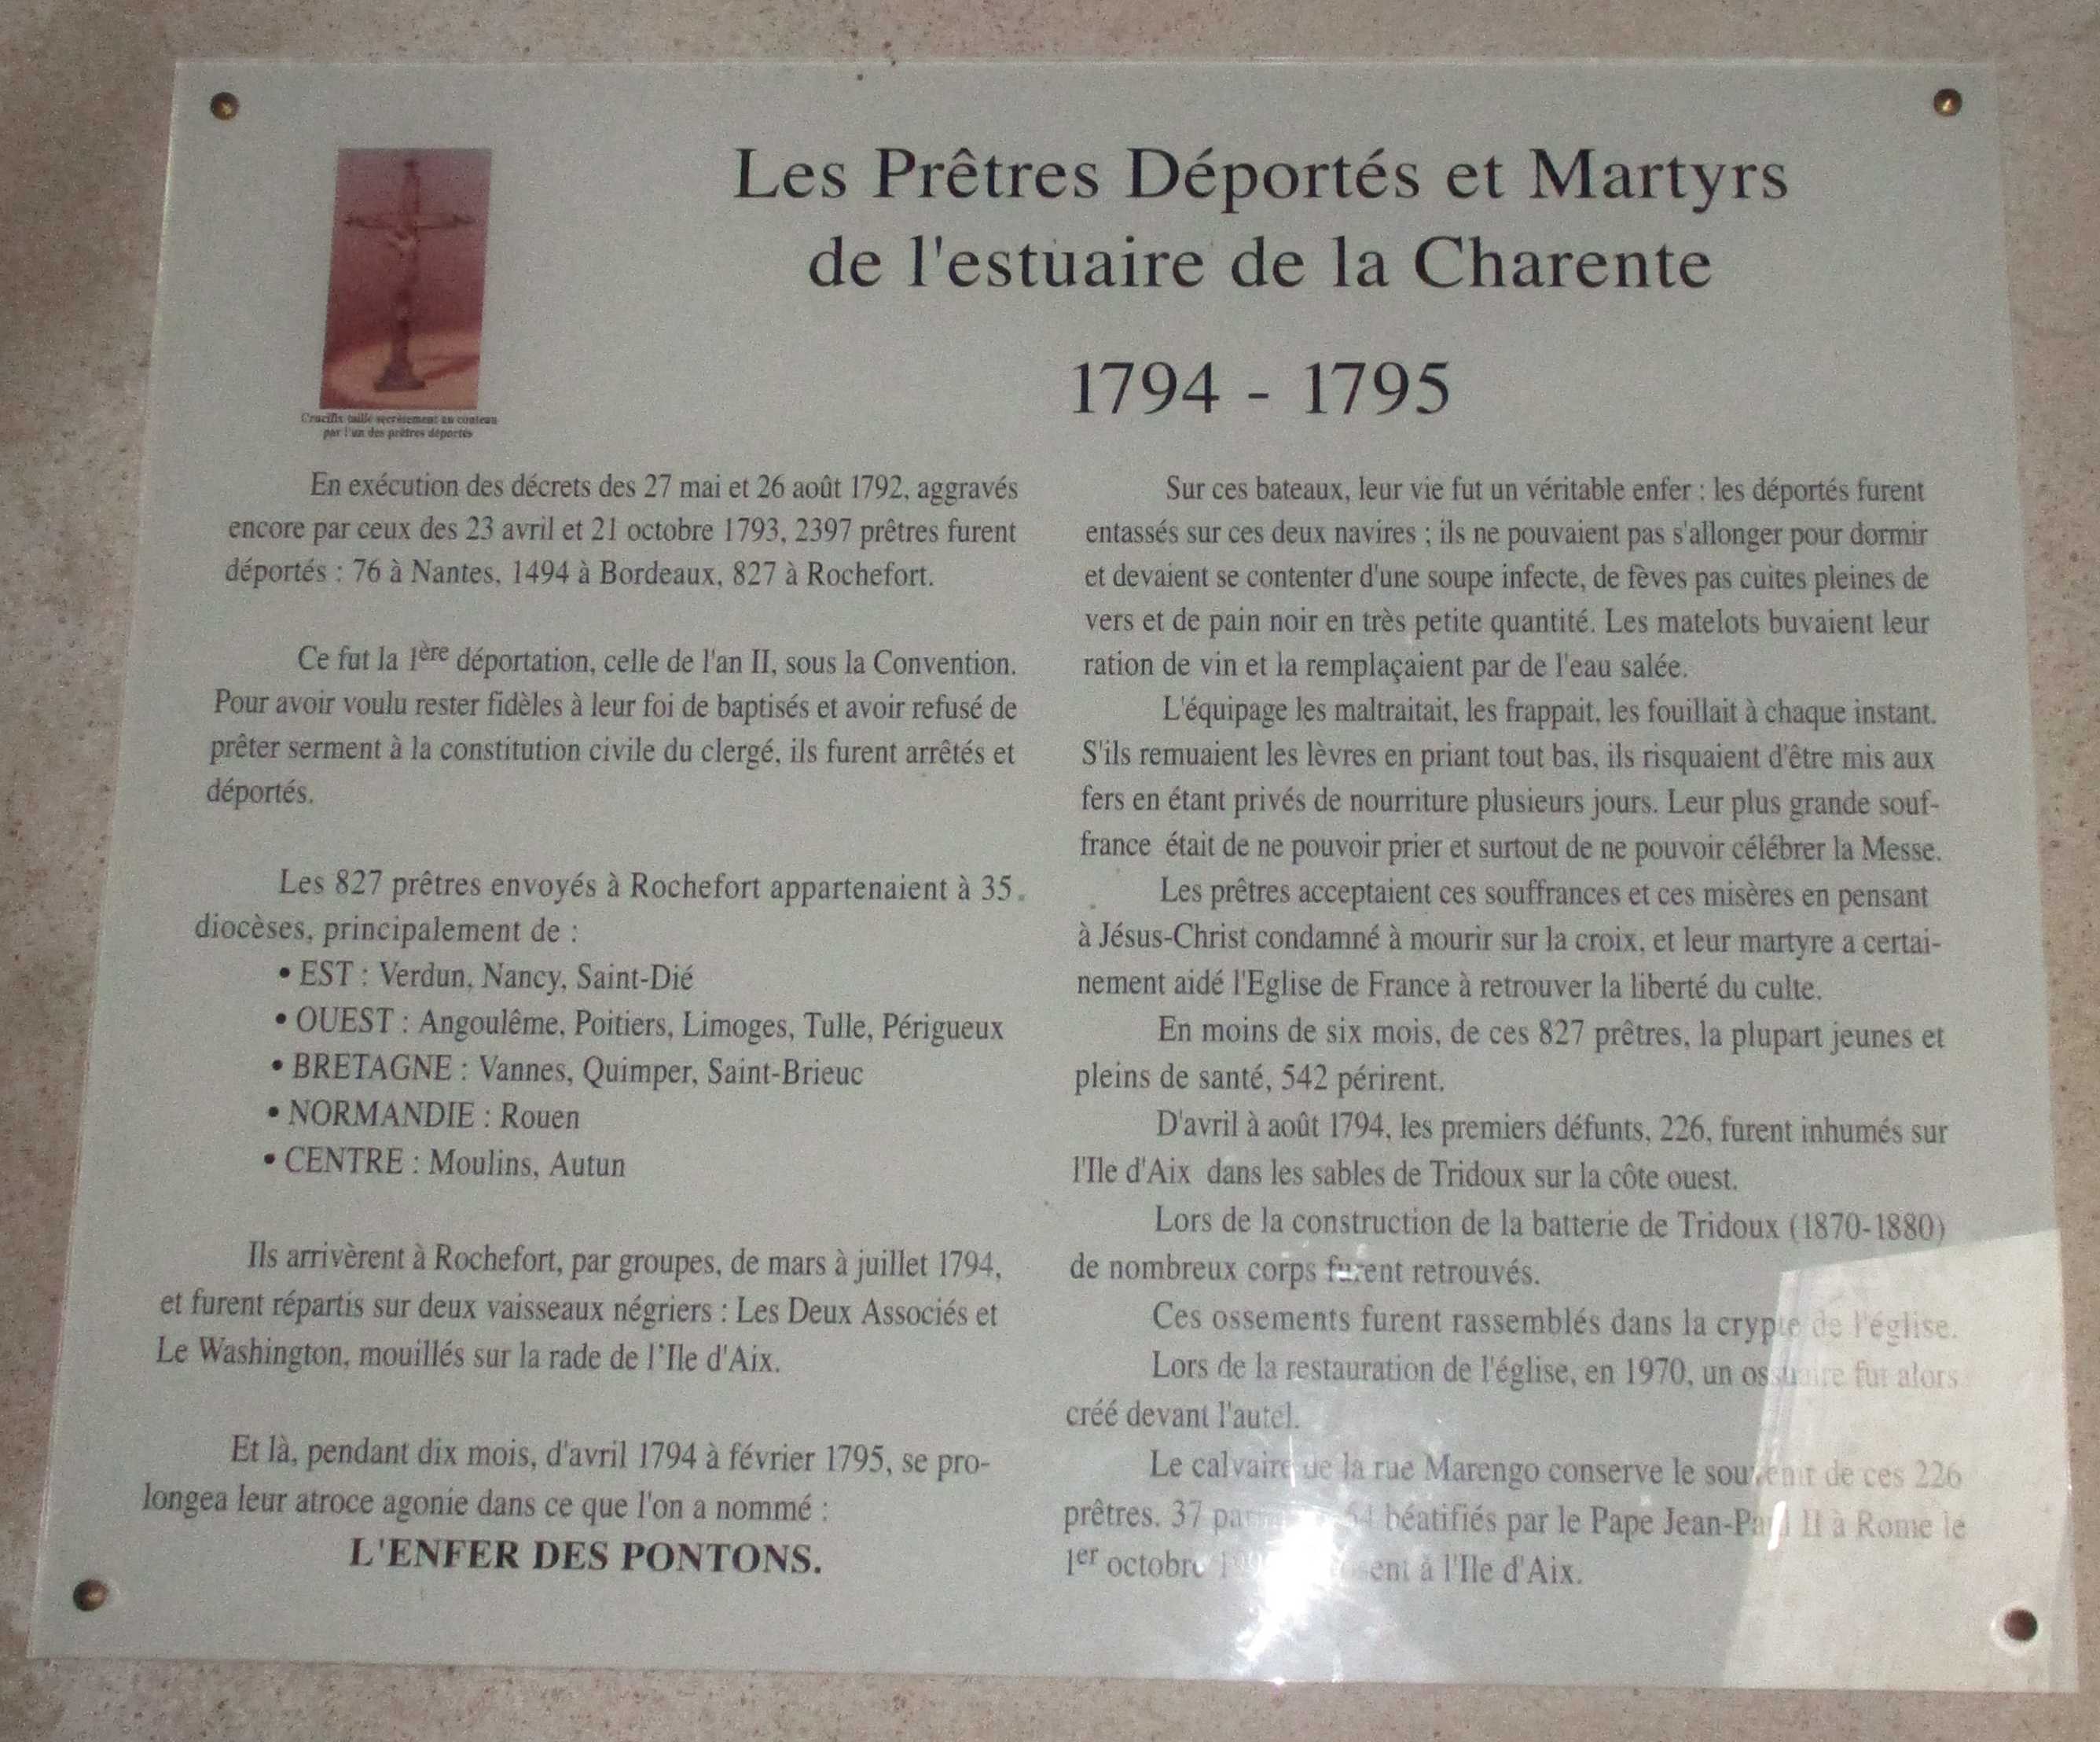 Les Prêtres Déportés et Martyrs
de l'estuaire de la Charente
1794 - 1795
Crucifix taillé secrètement au couteau
par l'un des prêtres déportés
En exécution des décrets des 27 mai et 26 août 1792, aggravés
encore par ceux des 23 avril et 21 octobre 1793, 2397 prêtres furent
déportés : 76 à Nantes, 1494 à Bordeaux, 827 à Rochefort.
Ce fut la 1ère déportation, celle de l'an II, sous la Convention.
Pour avoir voulu rester fidèles à leur foi de baptisés et avoir refusé de
prêter serment à la constitution civile du clergé, ils furent arrêtés et
déportés.
Les 827 prêtres envoyés à Rochefort appartenaient à 35
diocèses, principalement de :
• EST : Verdun, Nancy, Saint-Dié
• OUEST : Angoulême, Poitiers, Limoges, Tulle, Périgueux
• BRETAGNE : Vannes, Quimper, Saint-Brieuc
• NORMANDIE : Rouen
• CENTRE : Moulins, Autun
Ils arrivèrent à Rochefort, par groupes, de mars à juillet 1794,
et furent répartis sur deux vaisseaux négriers : Les Deux Associés et
Le Washington, mouillés sur la rade de l'Ile d'Aix.
Et là, pendant dix mois, d'avril 1794 à février 1795, se pro-
longea leur atroce agonie dans ce que l'on a nommé :
L'ENFER DES PONTONS.
Sur ces bateaux, leur vie fut un véritable enfer : les déportés furent
entassés sur ces deux navires ; ils ne pouvaient pas s'allonger pour dormir
et devaient se contenter d'une soupe infecte, de fèves pas cuites pleines de
vers et de pain noir en très petite quantité. Les matelots buvaient leur
ration de vin et la remplaçaient par de l'eau salée.
L'équipage les maltraitait, les frappait, les fouillait à chaque instant.
S'ils remuaient les lèvres en priant tout bas, ils risquaient d'être mis aux
fers en étant privés de nourriture plusieurs jours. Leur plus grande souf-
france était de ne pouvoir prier et surtout de ne pouvoir célébrer la Messe.
Les prêtres acceptaient ces souffrances et ces misères en pensant
à Jésus-Christ condamné à mourir sur la croix, et leur martyre a certai-
nement aidé l'Eglise de France à retrouver la liberté du culte.
En moins de six mois, de ces 827 prêtres, la plupart jeunes et
pleins de santé, 542 périrent.
D'avril à août 1794, les premiers défunts, 226, furent inhumés sur
l'Ile d'Aix dans les sables de Tridoux sur la côte ouest.
Lors de la construction de la batterie de Tridoux (1870-1880)
de nombreux corps furent retrouvés.
Ces ossements furent rassemblés dans la crypte de l'église.
Lors de la restauration de l'église, en 1970, un ossuaire fut alors
créé devant l'autel.
Le calvaire de la rue Marengo conserve le souvenir de ces 226
prêtres. 37 béatifiés par le Pape Jean-Paul II à Rome le
1er octobre à l'Ile d'Aix.